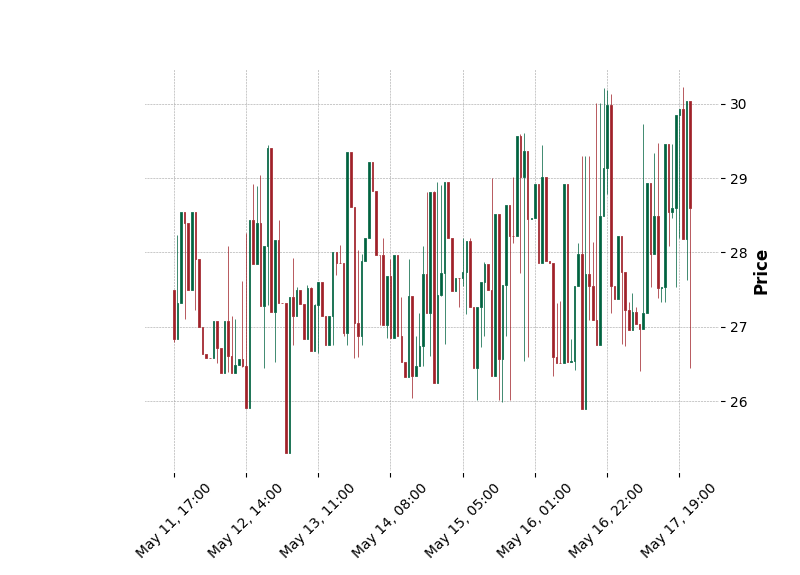 30
29
28
27
26
Price
May 11, 17:00
May 12, 14:00
May 13, 11:00
May 14, 08:00
May 15, 05:00
May 16, 01:00
May 16, 22:00
May 17, 19:00